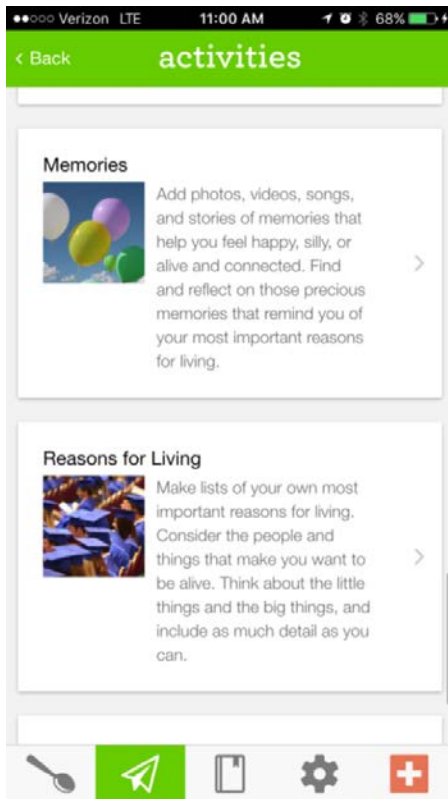 ●●○○○ Verizon LTE 11:00 AM 68%
< Back activities
Memories
Add photos, videos, songs,
and stories of memories that
help you feel happy, silly, or
alive and connected. Find
and reflect on those precious
memories that remind you of
your most important reasons
for living.
Reasons for Living
Make lists of your own most
important reasons for living.
Consider the people and
things that make you want to
be alive. Think about the little
things and the big things, and
include as much detail as you
can.